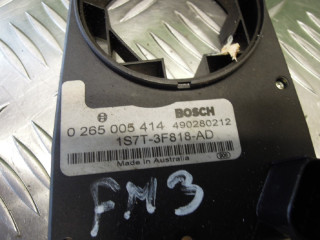 BOSCH
0 265 005 414 490280212
1S7T-3F818-AD
Made in Australia
FM3